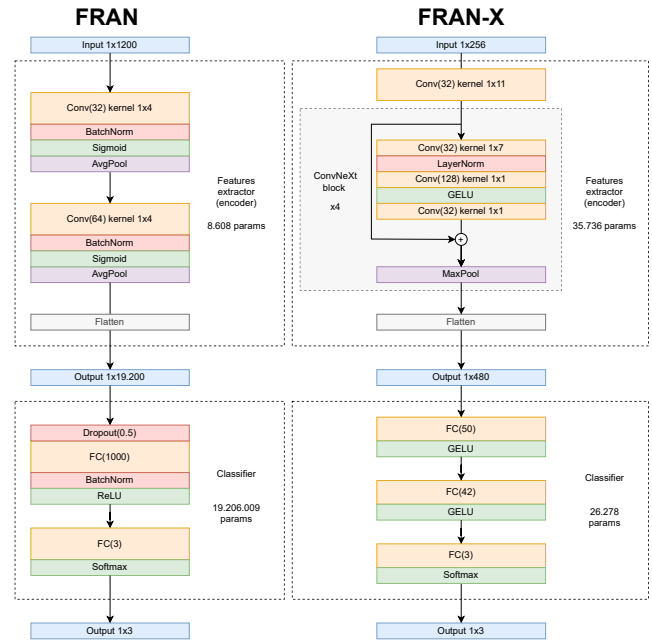 FRAN
Input 1x1200
Conv(32) kernel 1x4
BatchNorm
Sigmoid
AvgPool
Conv(64) kernel 1x4
BatchNorm
Sigmoid
AvgPool
Flatten
Features
extractor
(encoder)
8.608 params
Output 1x19.200
Dropout(0.5)
FC(1000)
BatchNorm
ReLU
FC(3)
Softmax
Classifier
19.206.009
params
Output 1x3
FRAN-X
Input 1x256
Conv(32) kernel 1x11
ConvNeXt
block
x4
Conv(32) kernel 1x7
LayerNorm
Conv(128) kernel 1x1
GELU
Conv(32) kernel 1x1
+
MaxPool
Flatten
Features
extractor
(encoder)
35.736 params
Output 1x480
FC(50)
GELU
FC(42)
GELU
FC(3)
Softmax
Classifier
26.278
params
Output 1x3